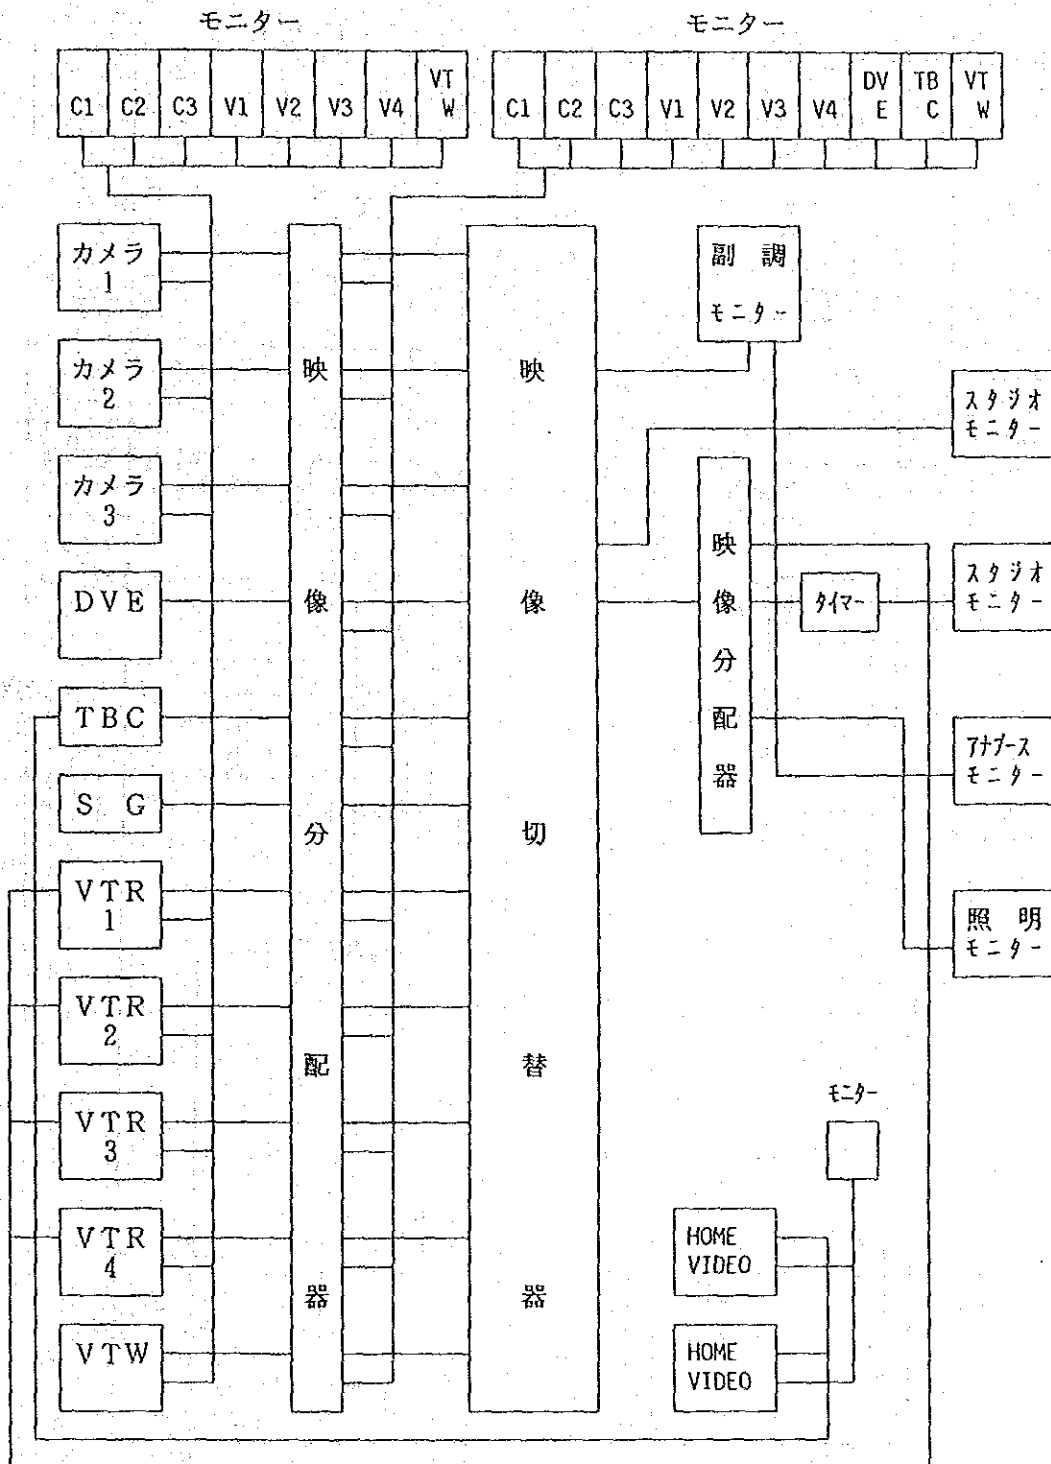 モニター
モニター
C1 C2 C3 V1 V2 V3 V4 VT
W
C1 C2 C3 V1 V2 V3 V4 DV
E TB
C VT
W
カメラ
1
カメラ
2
カメラ
3
DVE
TBC
S G
VTR
1
VTR
2
VTR
3
VTR
4
VTW
映
像
分
配
器
映
像
切
替
器
副 調
モニター
映
像
分
配
器
タイマー
スタジオ
モニター
スタジオ
モニター
アナブース
モニター
照 明
モニター
モニター
HOME
VIDEO
HOME
VIDEO